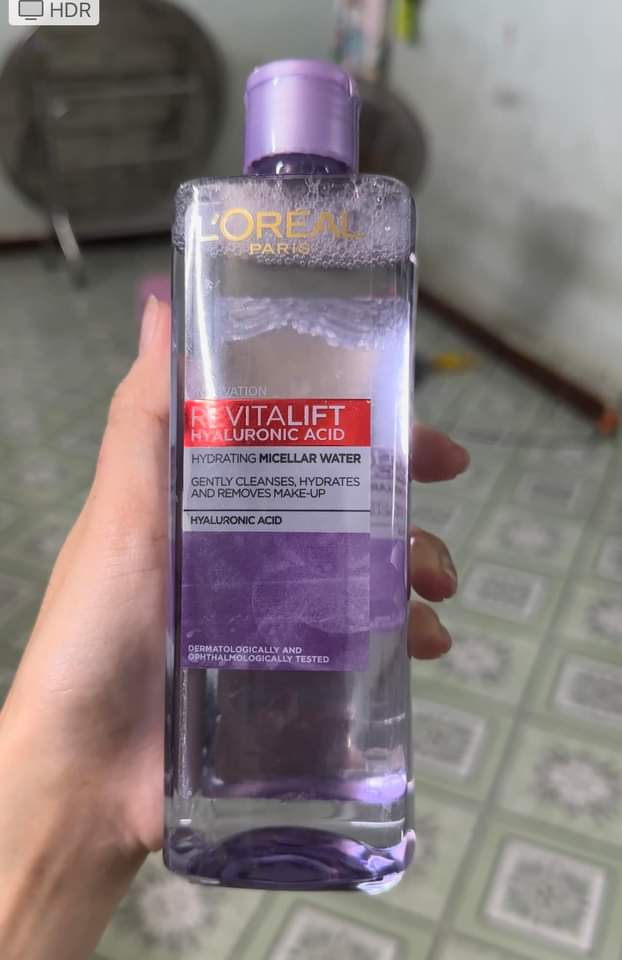 HDR
L'ORÉAL
PARIS
REVITALIFT
HYALURONIC ACID
HYDRATING MICELLAR WATER
GENTLY CLEANSES, HYDRATES
AND REMOVES MAKE-UP
HYALURONIC ACID
DERMATOLOGICALLY AND
OPHTHALMOLOGICALLY TESTED